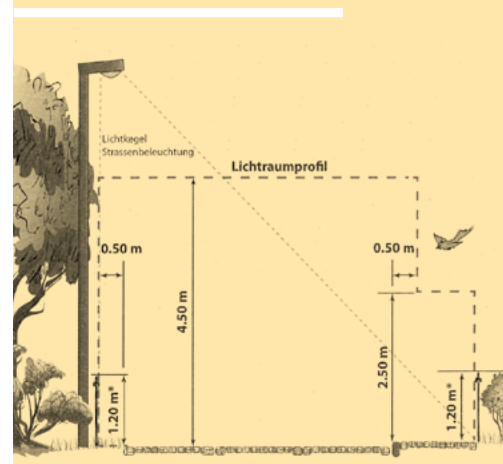 Lichtkegel
Strassenbeleuchtung
Lichtraumprofil
0.50 m
0.50 m
4.50 m
2.50 m
1.20 m*
1.20 m*